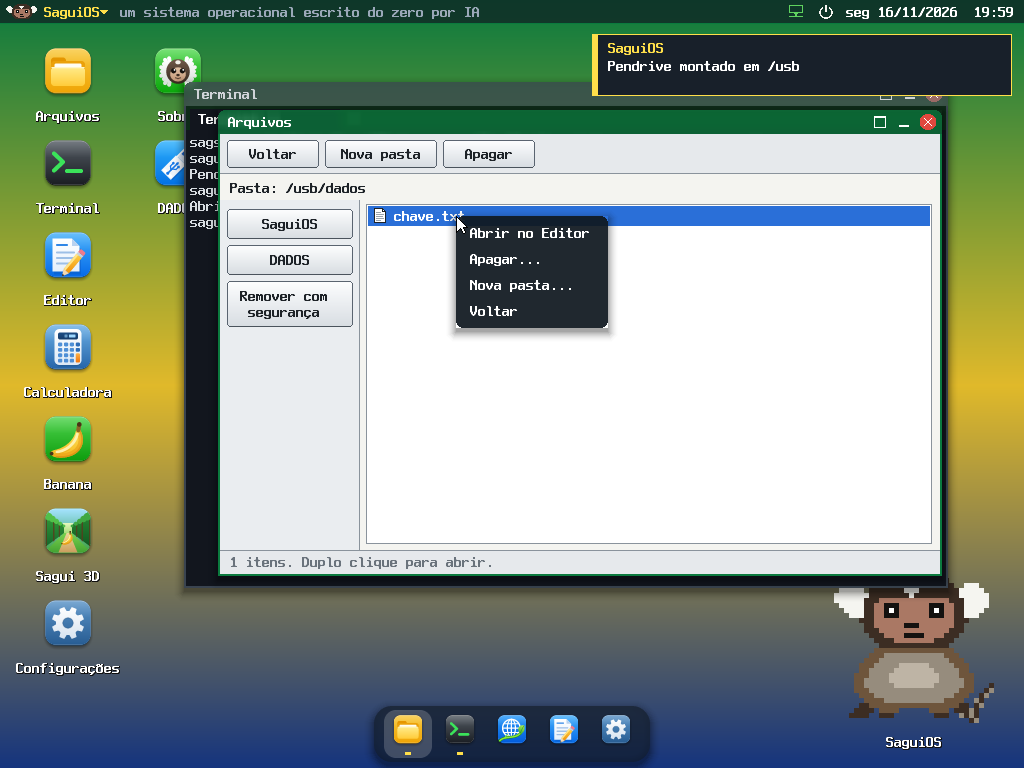 SaguiOS um sistema operacional escrito do zero por IA seg 16/11/2026 19:59
SaguiOS
Pendrive montado em /usb
Arquivos
Terminal
Editor
Calculadora
Banana
Sagui 3D
Configurações
Terminal
Arquivos
Voltar
Nova pasta
Apagar
Pasta: /usb/dados
SaguiOS
DADOS
Remover com
segurança
chave.txt
Abrir no Editor
Apagar...
Nova pasta...
Voltar
1 itens. Duplo clique para abrir.
SaguiOS